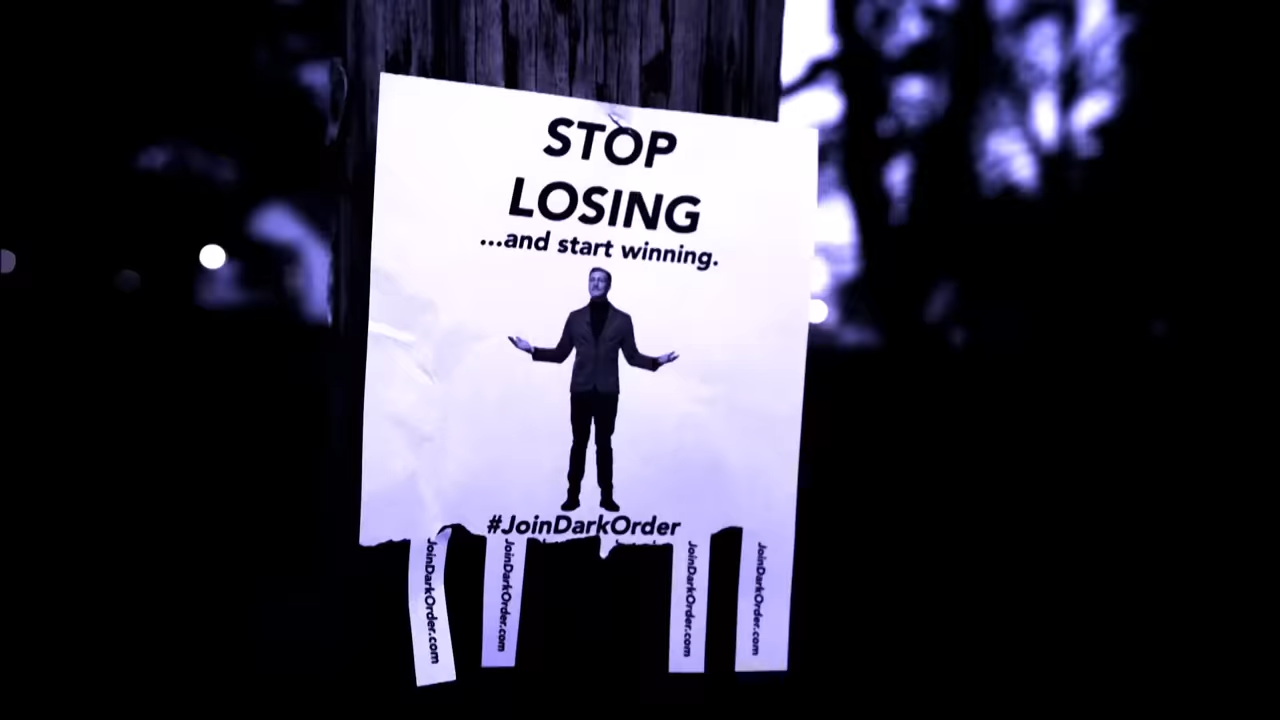 STOP
LOSING
...and start winning.
#JoinDarkOrder
JoinDarkOrder.com
JoinDarkOrder.com
JoinDarkOrder.com
JoinDarkOrder.com